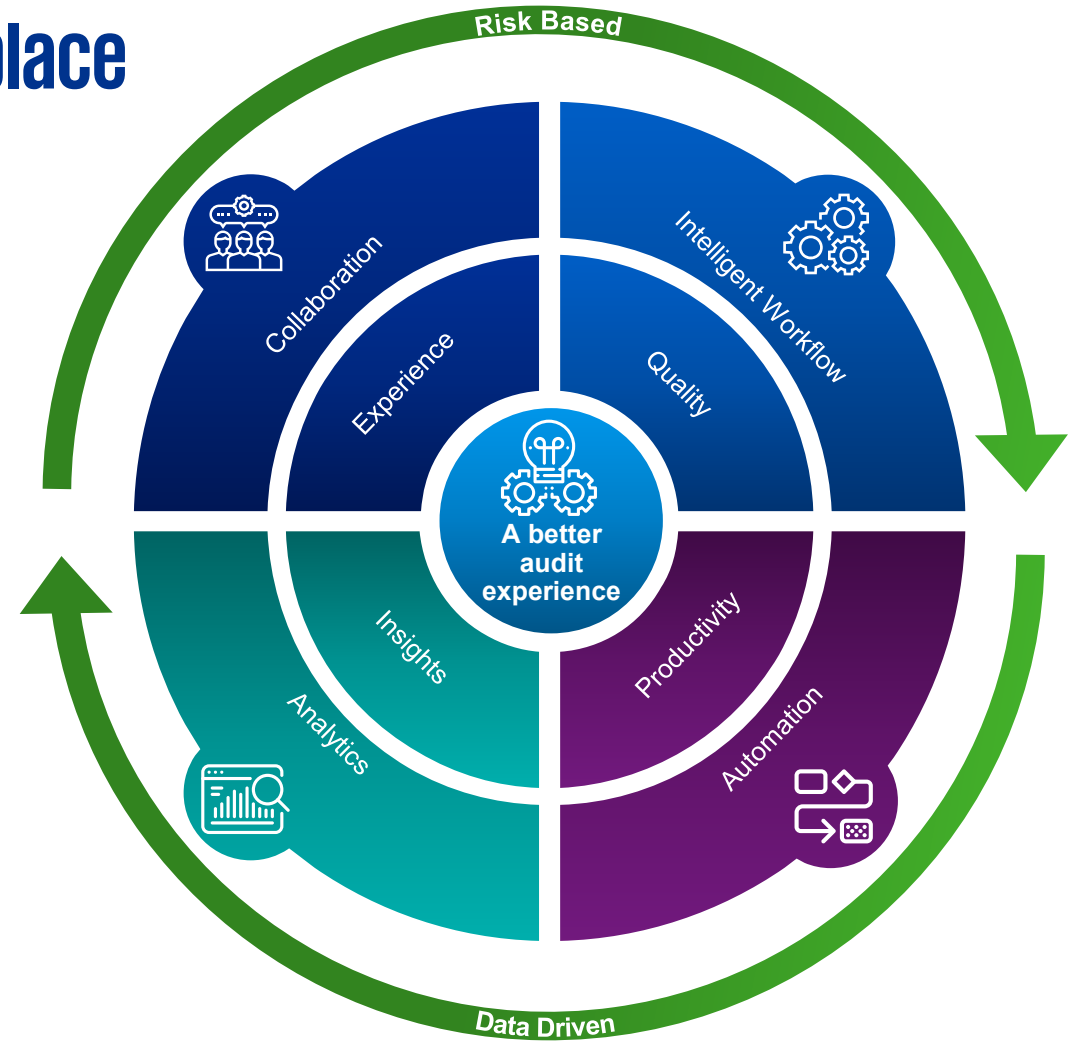 place
Risk Based
Collaboration
Intelligent Workflow
Experience
Quality
A better
audit
experience
Insights
Productivity
Analytics
Automation
Data Driven